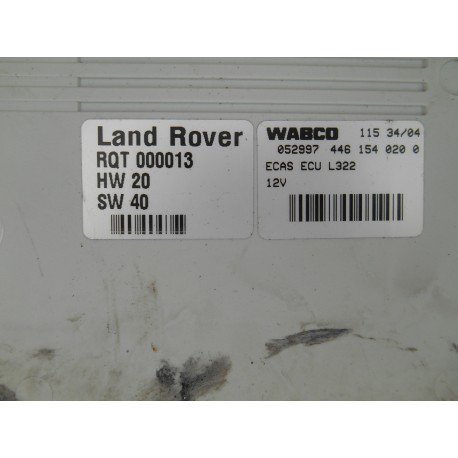 Land Rover
RQT 000013
HW 20
SW 40
WABCO 115 34/04
052997 446 154 020 0
ECAS ECU L322
12V